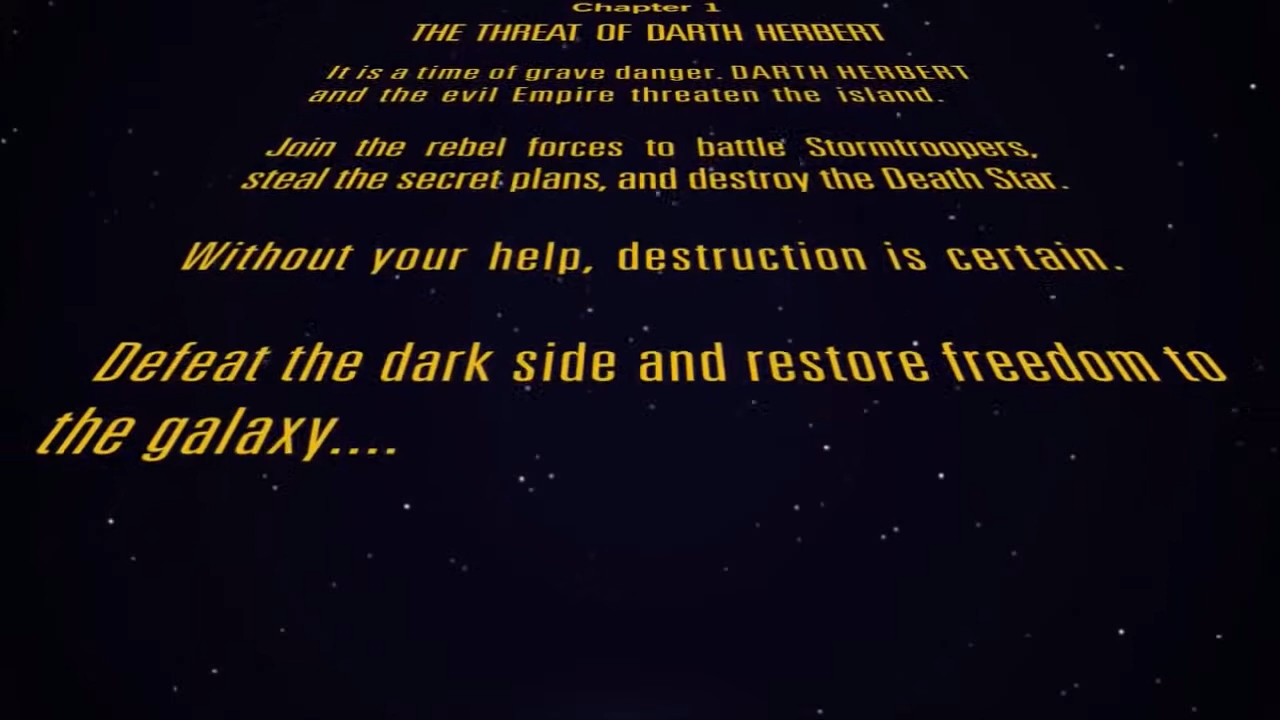 Chapter 1
THE THREAT OF DARTH HERBERT
It is a time of grave danger. DARTH HERBERT
and the evil Empire threaten the island.
Join the rebel forces to battle Stormtroopers,
steal the secret plans, and destroy the Death Star.
Without your help, destruction is certain.
Defeat the dark side and restore freedom to
the galaxy....